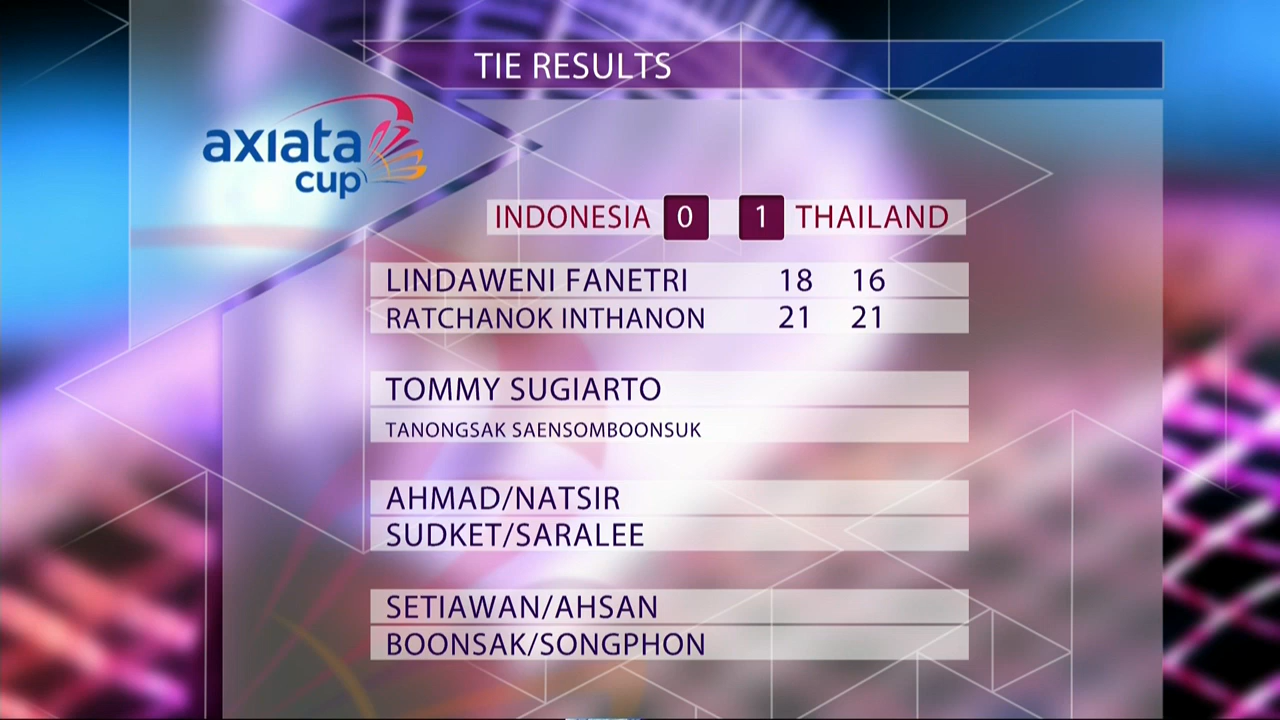 TIE RESULTS
axiata
cup
INDONESIA 0 1 THAILAND
LINDAWENI FANETRI 18 16
RATCHANOK INTHANON 21 21
TOMMY SUGIARTO
TANONGSAK SAENSOMBOONSUK
AHMAD/NATSIR
SUDKET/SARALEE
SETIAWAN/AHSAN
BOONSAK/SONGPHON